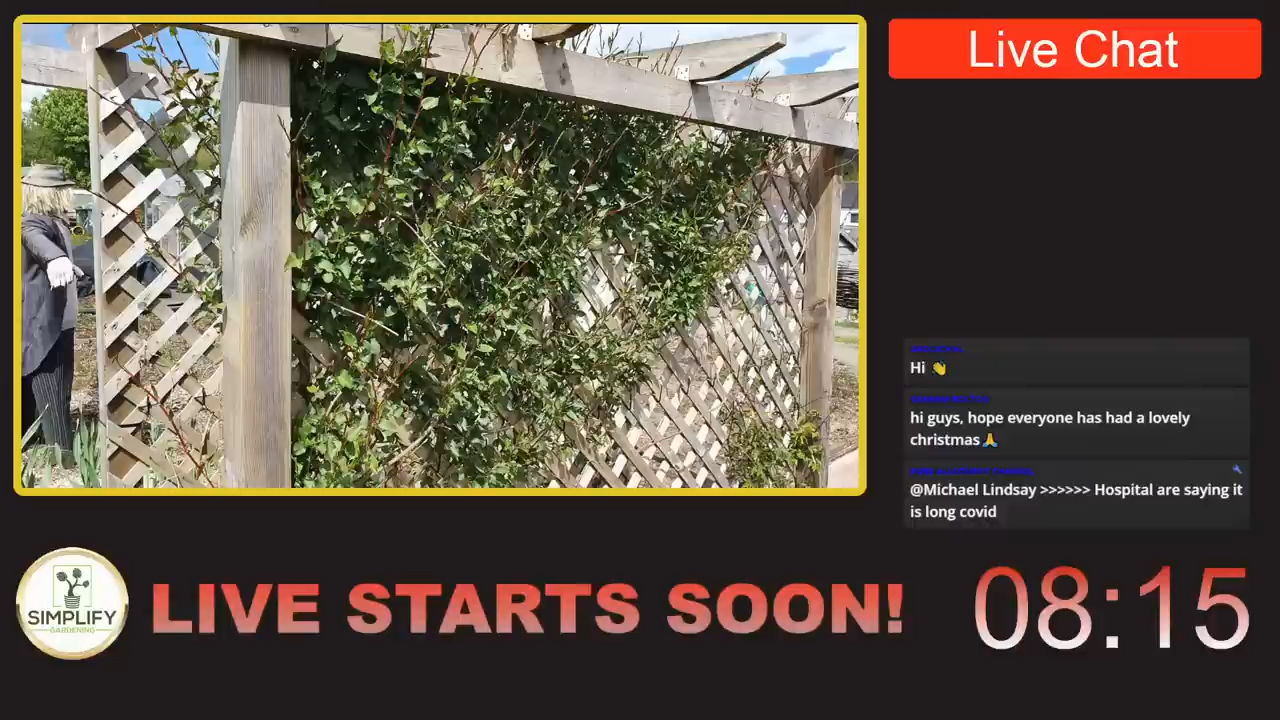 Live Chat
Hi 👏
hi guys, hope everyone has had a lovely
christmas🙏
@Michael Lindsay >>>>>> Hospital are saying it
is long covid
SIMPLIFY
GARDENING
LIVE STARTS SOON!
08:15